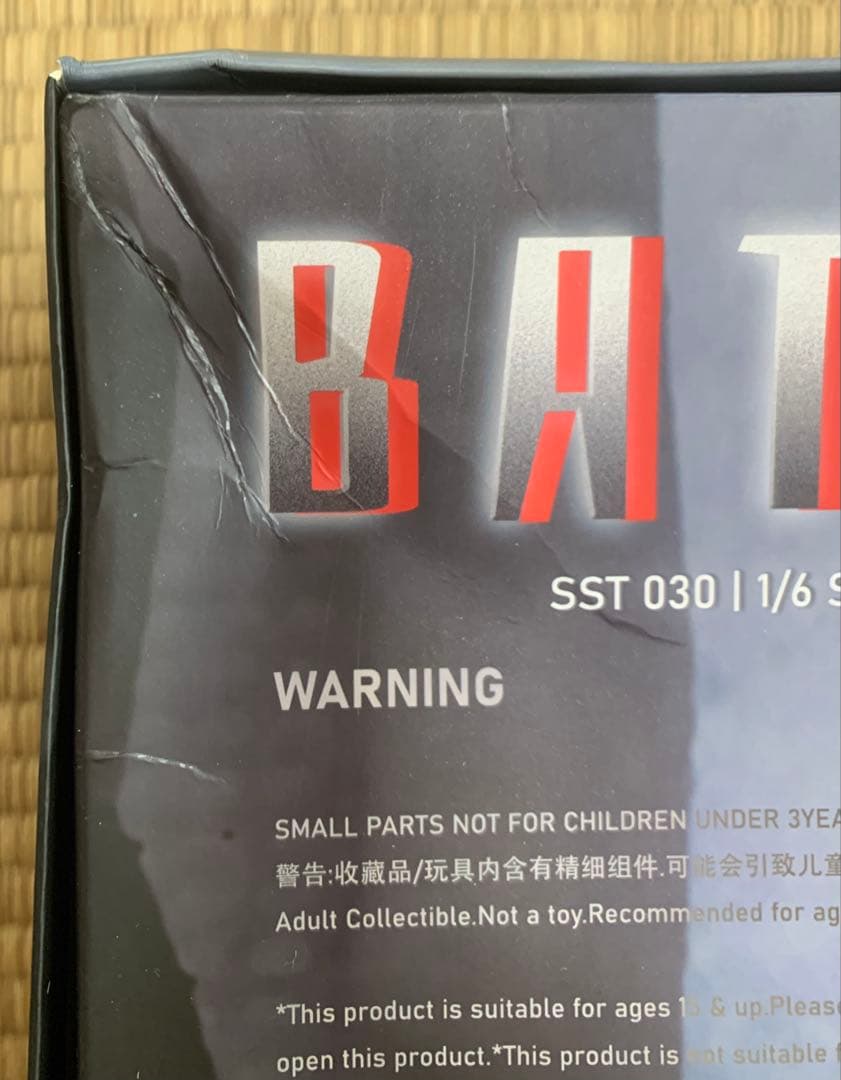 BAT
SST 030 | 1/6
WARNING
SMALL PARTS NOT FOR CHILDREN UNDER 3YEA
警告:收藏品/玩具内含有精细组件.可能会引致儿童
Adult Collectible.Not a toy.Recommended for ag
*This product is suitable for ages 15 & up.Please
open this product.*This product is not suitable f